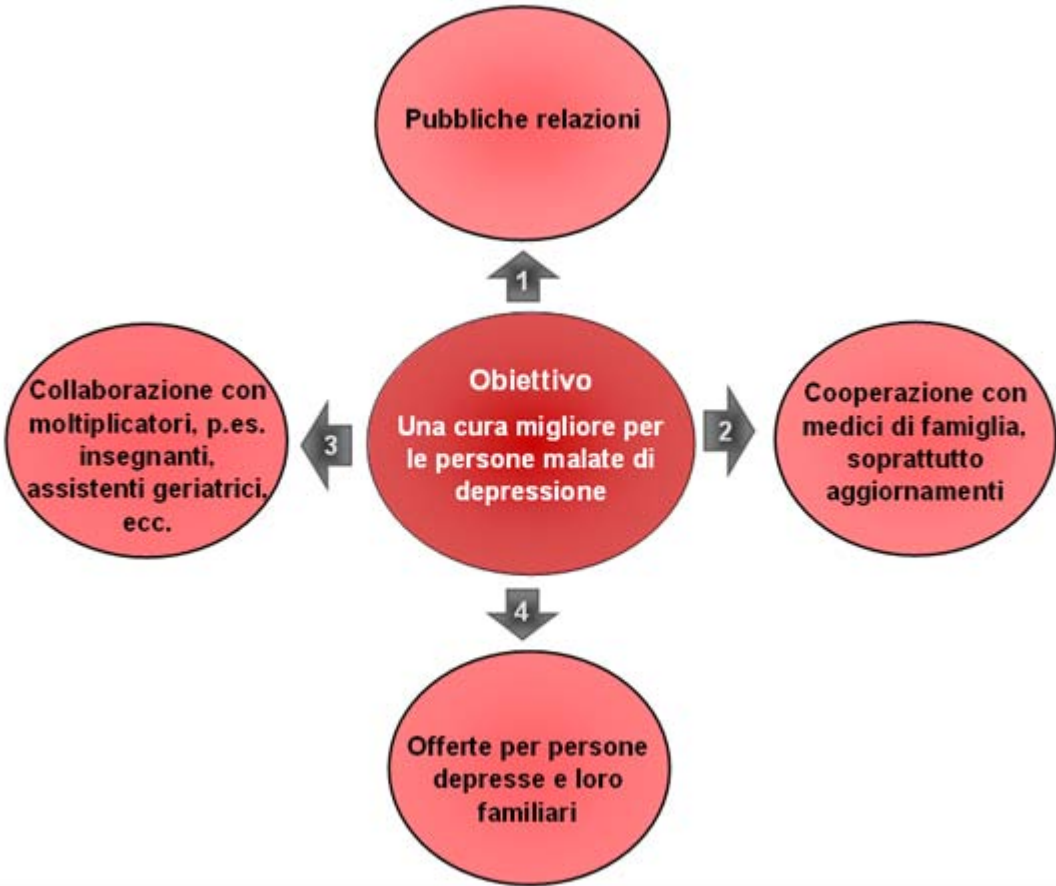 Pubbliche relazioni
1
Obiettivo
Una cura migliore per
le persone malate di
depressione
2
Cooperazione con
medici di famiglia,
soprattutto
aggiornamenti
3
Collaborazione con
moltiplicatori, p.es.
insegnanti,
assistenti geriatrici,
ecc.
4
Offerte per persone
depresse e loro
familiari